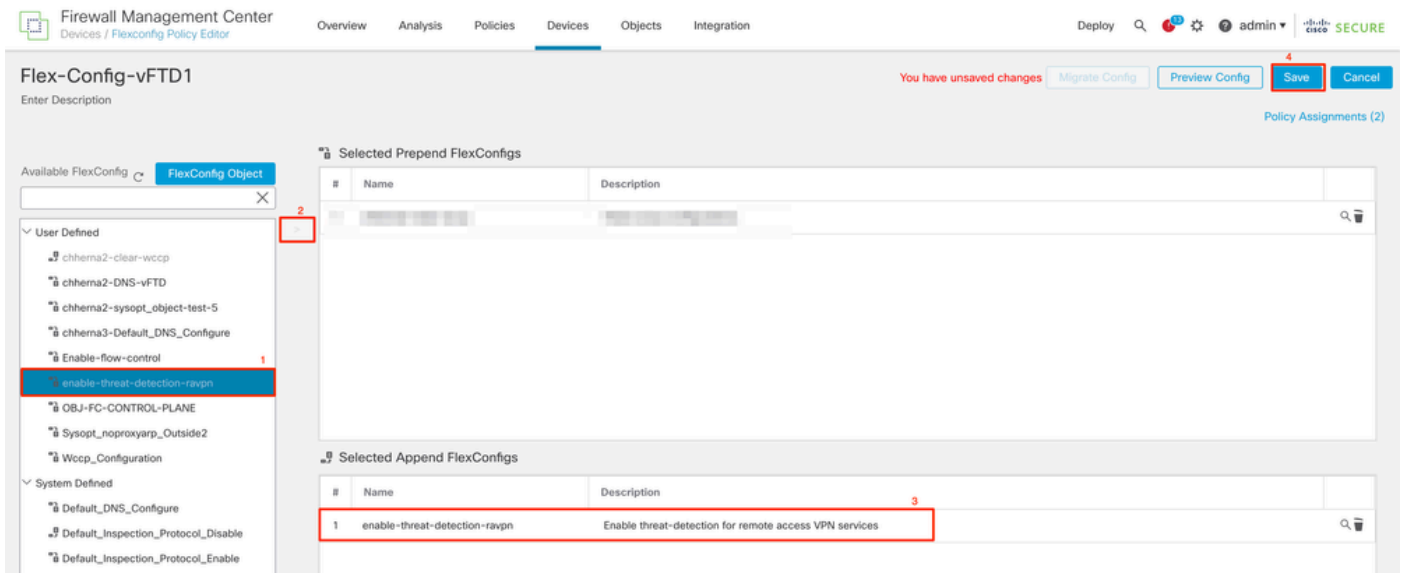 Firewall Management Center
Devices / Flexconfig Policy Editor
Overview Analysis Policies Devices Objects Integration
Deploy 13 admin cisco SECURE
Flex-Config-vFTD1
Enter Description
4
You have unsaved changes Migrate Config Preview Config Save Cancel
Policy Assignments (2)
Available FlexConfig FlexConfig Object
Selected Prepend FlexConfigs
# Name Description
2
>
User Defined
chherna2-clear-wccp
chherna2-DNS-vFTD
chherna2-sysopt_object-test-5
chherna3-Default_DNS_Configure
Enable-flow-control
1
enable-threat-detection-ravpn
OBJ-FC-CONTROL-PLANE
Sysopt_noproxyarp_Outside2
Wccp_Configuration
System Defined
Default_DNS_Configure
Default_Inspection_Protocol_Disable
Default_Inspection_Protocol_Enable
Selected Append FlexConfigs
# Name Description
3
1 enable-threat-detection-ravpn Enable threat-detection for remote access VPN services